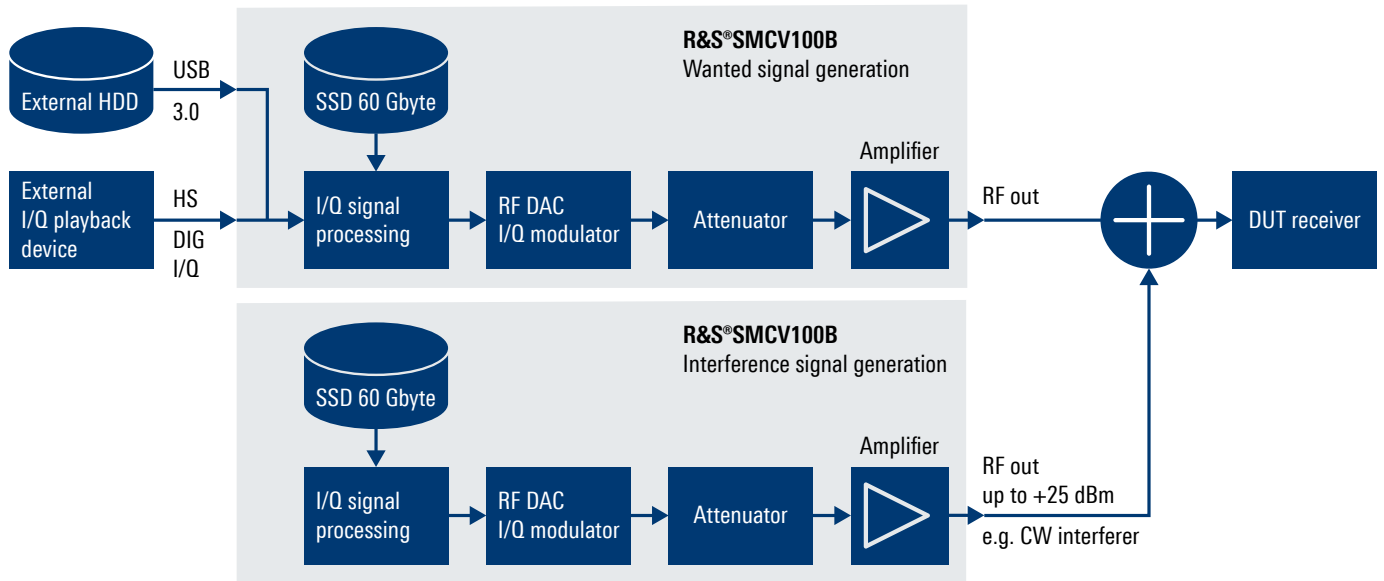 R&S®SMCV100B
Wanted signal generation
External HDD
USB
3.0
SSD 60 Gbyte
External
I/Q playback
device
HS
DIG
I/Q
I/Q signal
processing
RF DAC
I/Q modulator
Attenuator
Amplifier
RF out
DUT receiver
R&S®SMCV100B
Interference signal generation
SSD 60 Gbyte
I/Q signal
processing
RF DAC
I/Q modulator
Attenuator
Amplifier
RF out
up to +25 dBm
e.g. CW interferer